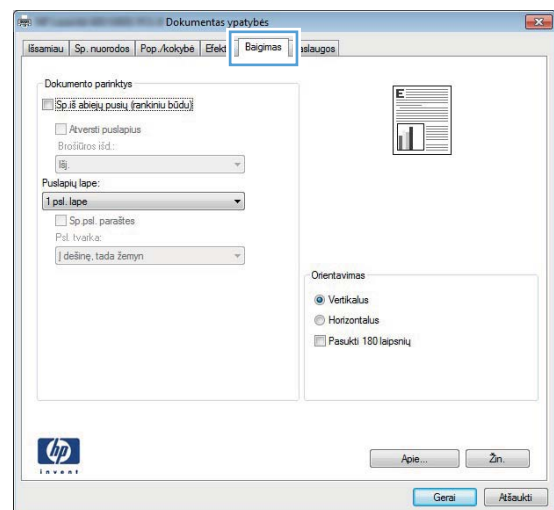 Dokumentas ypatybės
Išsamiau Sp. nuorodos Pop./kokybė Efekt Baigimas aslaugos
Dokumento parinktys
Sp.iš abiejų pusių (rankiniu būdu)
Atversti puslapius
Brošiūros išd.:
Išj.
Puslapių lape:
1 psl. lape
Sp.psl. paraštes
Psl. tvarka:
Į dešinę, tada žemyn
E
Orientavimas
Vertikalus
Horizontalus
Pasukti 180 laipsnių
hp
invent
Apie... Žin.
Gerai Atšaukti